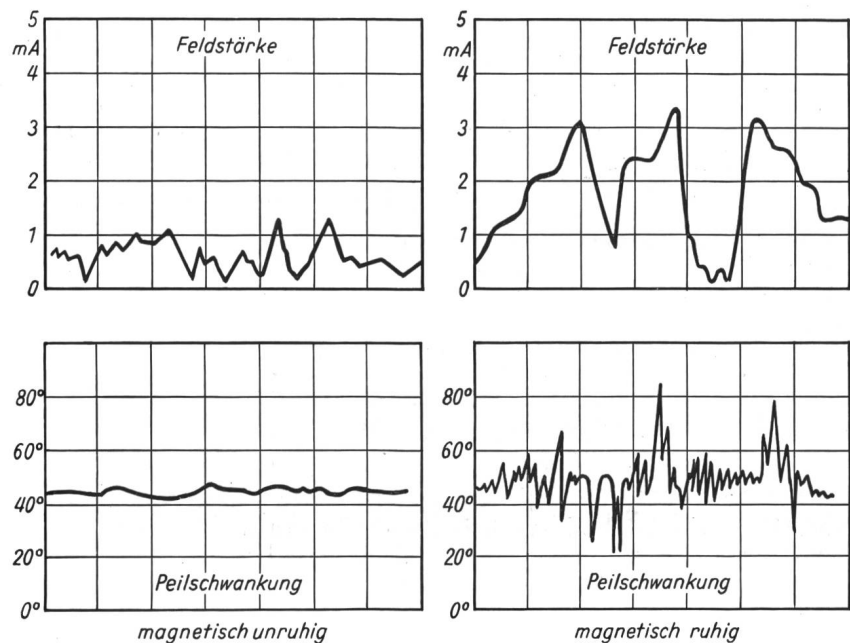 5
mA
4
3
2
1
0
Feldstärke
5
mA
4
3
2
1
0
Feldstärke
80°
60°
40°
20°
0°
Peilschwankung
magnetisch unruhig
80°
60°
40°
20°
0°
Peilschwankung
magnetisch ruhig